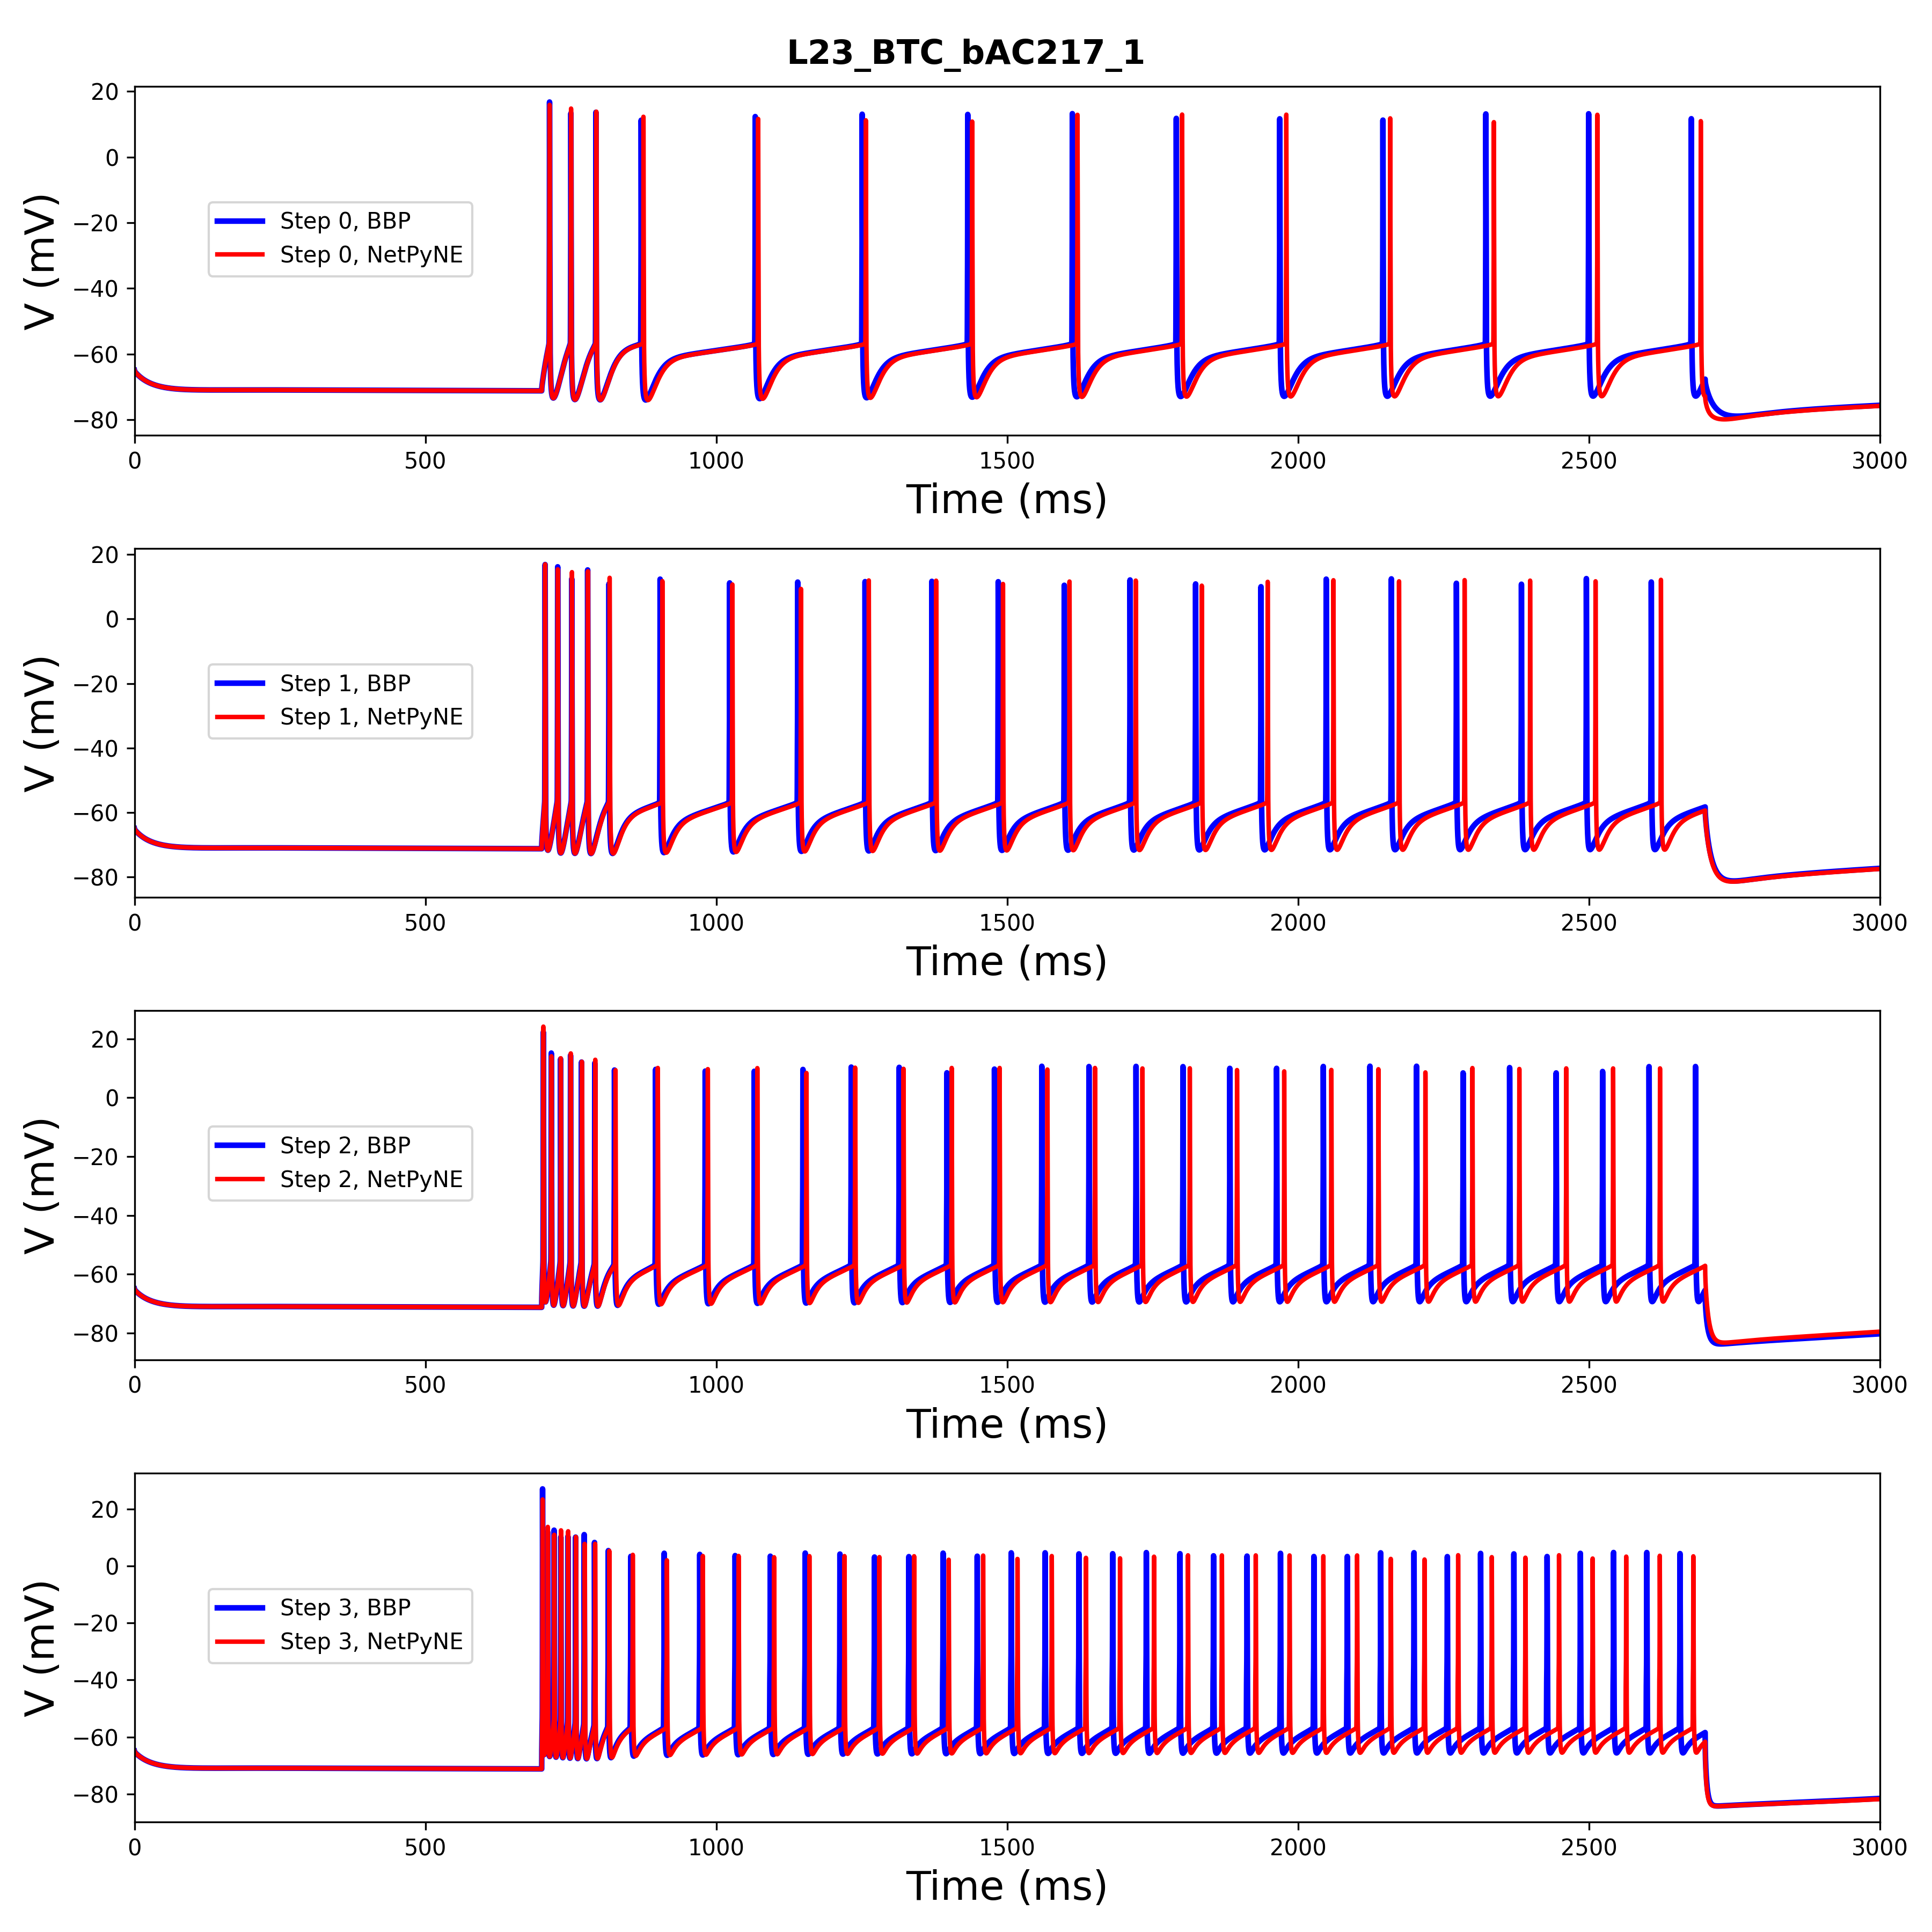 L23_BTC_bAC217_1
20
0
−20
−40
−60
−80
V (mV)
Step 0, BBP
Step 0, NetPyNE
0 500 1000 1500 2000 2500 3000
Time (ms)
20
0
−20
−40
−60
−80
V (mV)
Step 1, BBP
Step 1, NetPyNE
0 500 1000 1500 2000 2500 3000
Time (ms)
20
0
−20
−40
−60
−80
V (mV)
Step 2, BBP
Step 2, NetPyNE
0 500 1000 1500 2000 2500 3000
Time (ms)
20
0
−20
−40
−60
−80
V (mV)
Step 3, BBP
Step 3, NetPyNE
0 500 1000 1500 2000 2500 3000
Time (ms)